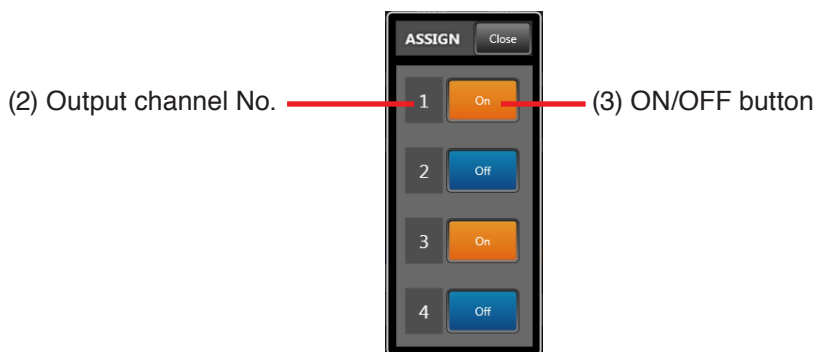 ASSIGN Close
(2) Output channel No. 1 On (3) ON/OFF button
2 Off
3 On
4 Off